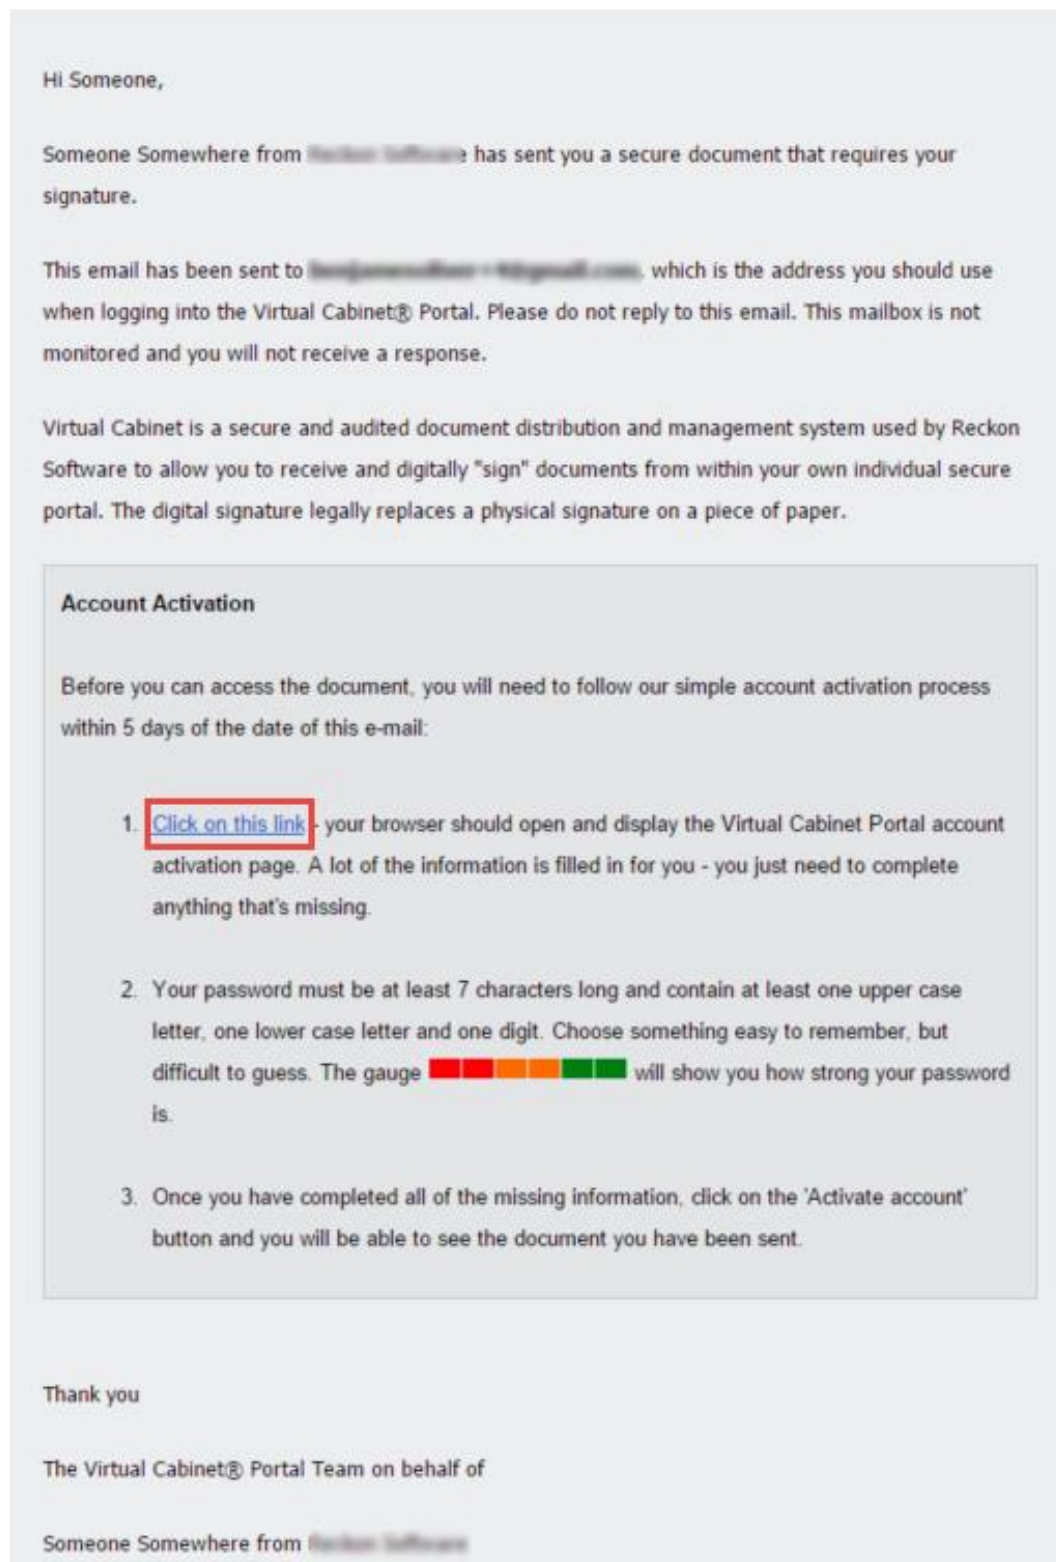 Hi Someone,
Someone Somewhere from has sent you a secure document that requires your
signature.
This email has been sent to , which is the address you should use
when logging into the Virtual Cabinet® Portal. Please do not reply to this email. This mailbox is not
monitored and you will not receive a response.
Virtual Cabinet is a secure and audited document distribution and management system used by Reckon
Software to allow you to receive and digitally "sign" documents from within your own individual secure
portal. The digital signature legally replaces a physical signature on a piece of paper.
Account Activation
Before you can access the document, you will need to follow our simple account activation process
within 5 days of the date of this e-mail:
1. Click on this link - your browser should open and display the Virtual Cabinet Portal account
activation page. A lot of the information is filled in for you - you just need to complete
anything that's missing.
2. Your password must be at least 7 characters long and contain at least one upper case
letter, one lower case letter and one digit. Choose something easy to remember, but
difficult to guess. The gauge will show you how strong your password
is.
3. Once you have completed all of the missing information, click on the 'Activate account'
button and you will be able to see the document you have been sent.
Thank you
The Virtual Cabinet® Portal Team on behalf of
Someone Somewhere from